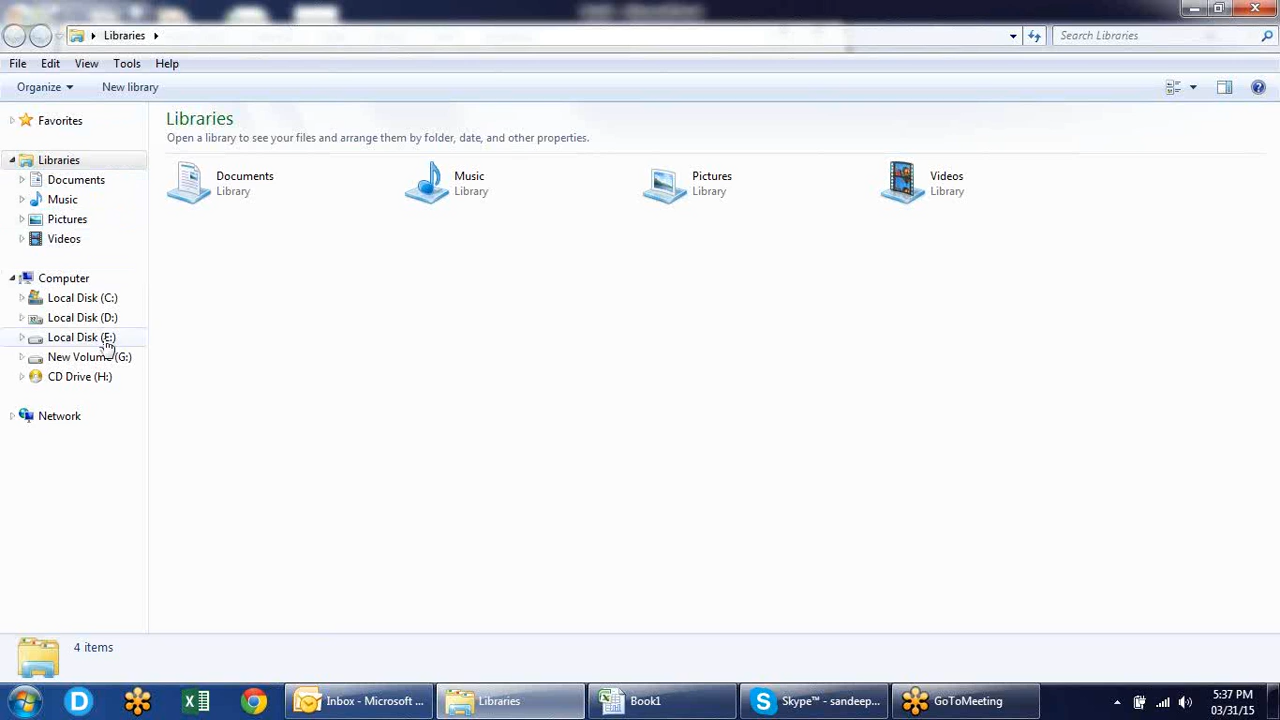 Libraries
Search Libraries
File Edit View Tools Help
Organize New library
Favorites
Libraries
Documents
Music
Pictures
Videos
Computer
Local Disk (C:)
Local Disk (D:)
Local Disk (E:)
New Volume (G:)
CD Drive (H:)
Network
Libraries
Open a library to see your files and arrange them by folder, date, and other properties.
Documents
Library
Music
Library
Pictures
Library
Videos
Library
4 items
D
Inbox - Microsoft ...
Libraries
Book1
Skype™ - sandeep...
GoToMeeting
5:37 PM
03/31/15